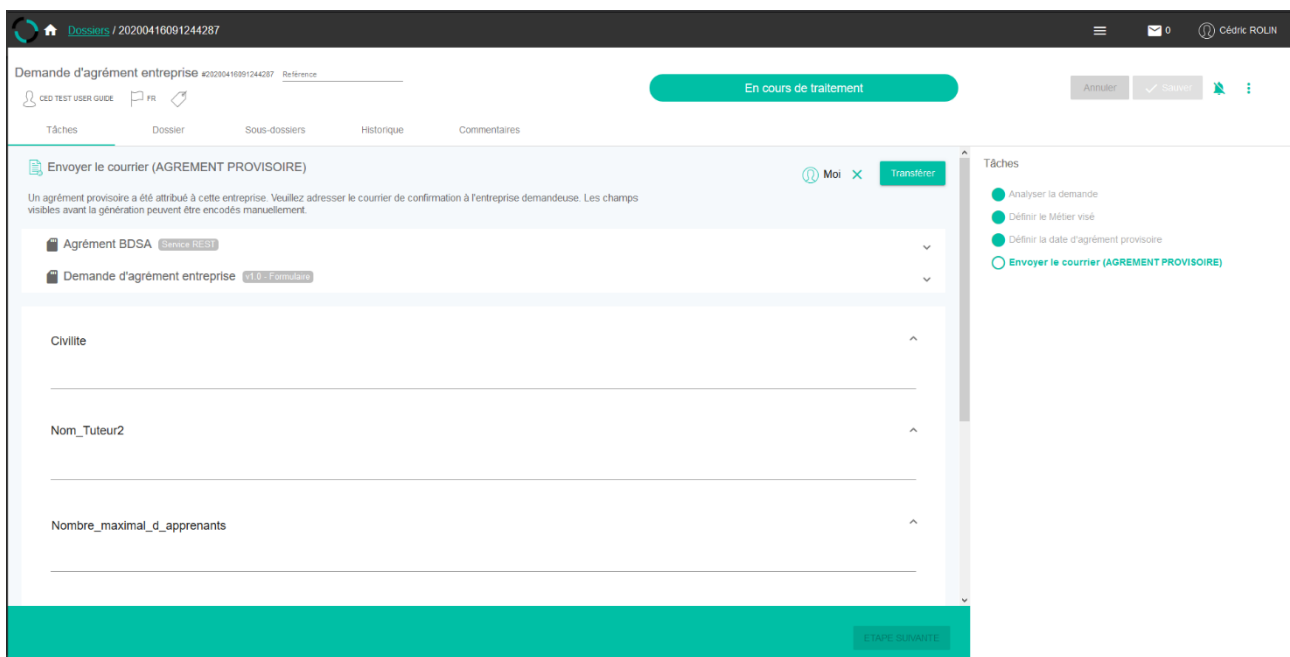 Dossiers / 20200416091244287
0
Cédric ROLIN
Demande d'agrément entreprise #20200416091244287 Référence
CED TEST USER GUIDE FR
En cours de traitement
Annuler
Sauver
Tâches Dossier Sous-dossiers Historique Commentaires
Envoyer le courrier (AGREMENT PROVISOIRE)
Moi
Transférer
Un agrément provisoire a été attribué à cette entreprise. Veuillez adresser le courrier de confirmation à l'entreprise demandeuse. Les champs
visibles avant la génération peuvent être encodés manuellement.
Agrément BDSA Service REST
Demande d'agrément entreprise v1.0 - Formulaire
Civilite
Nom_Tuteur2
Nombre_maximal_d_apprenants
ETAPE SUIVANTE
Tâches
Analyser la demande
Définir le Métier visé
Définir la date d'agrément provisoire
Envoyer le courrier (AGREMENT PROVISOIRE)